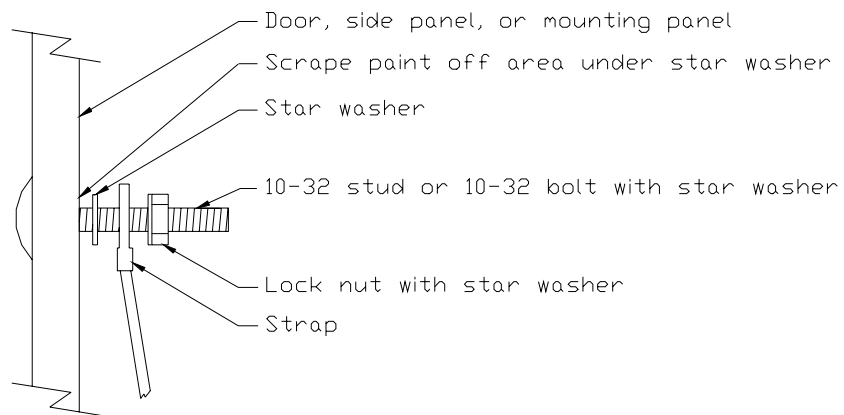 Door, side panel, or mounting panel
Scrape paint off area under star washer
Star washer
10-32 stud or 10-32 bolt with star washer
Lock nut with star washer
Strap